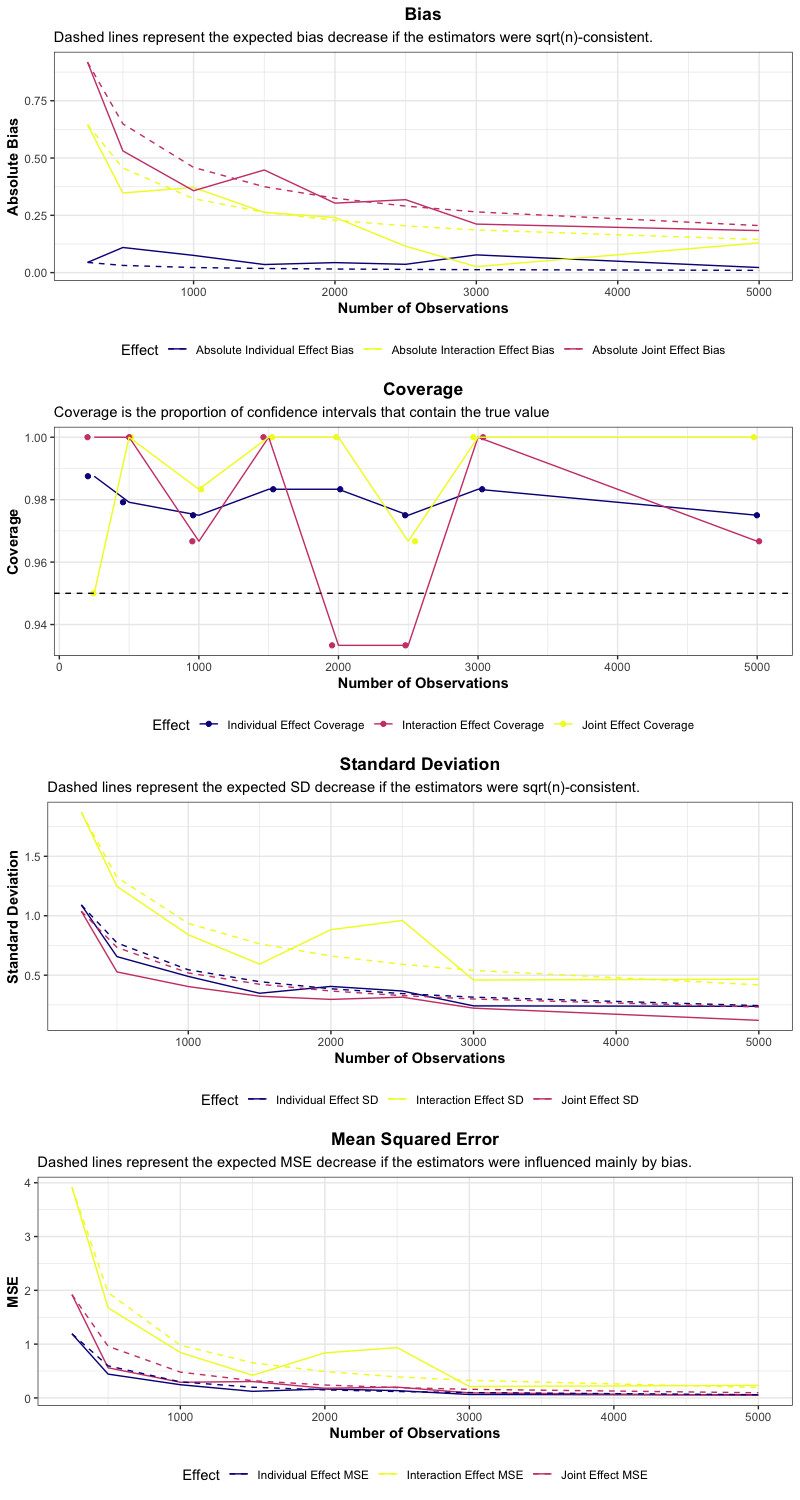 Bias
Dashed lines represent the expected bias decrease if the estimators were sqrt(n)-consistent.
Absolute Bias
0.75
0.50
0.25
0.00
1000 2000 3000 4000 5000
Number of Observations
Effect Absolute Individual Effect Bias Absolute Interaction Effect Bias Absolute Joint Effect Bias
Coverage
Coverage is the proportion of confidence intervals that contain the true value
Coverage
1.00
0.98
0.96
0.94
0 1000 2000 3000 4000 5000
Number of Observations
Effect Individual Effect Coverage Interaction Effect Coverage Joint Effect Coverage
Standard Deviation
Dashed lines represent the expected SD decrease if the estimators were sqrt(n)-consistent.
Standard Deviation
1.5
1.0
0.5
1000 2000 3000 4000 5000
Number of Observations
Effect Individual Effect SD Interaction Effect SD Joint Effect SD
Mean Squared Error
Dashed lines represent the expected MSE decrease if the estimators were influenced mainly by bias.
MSE
4
3
2
1
0
1000 2000 3000 4000 5000
Number of Observations
Effect Individual Effect MSE Interaction Effect MSE Joint Effect MSE